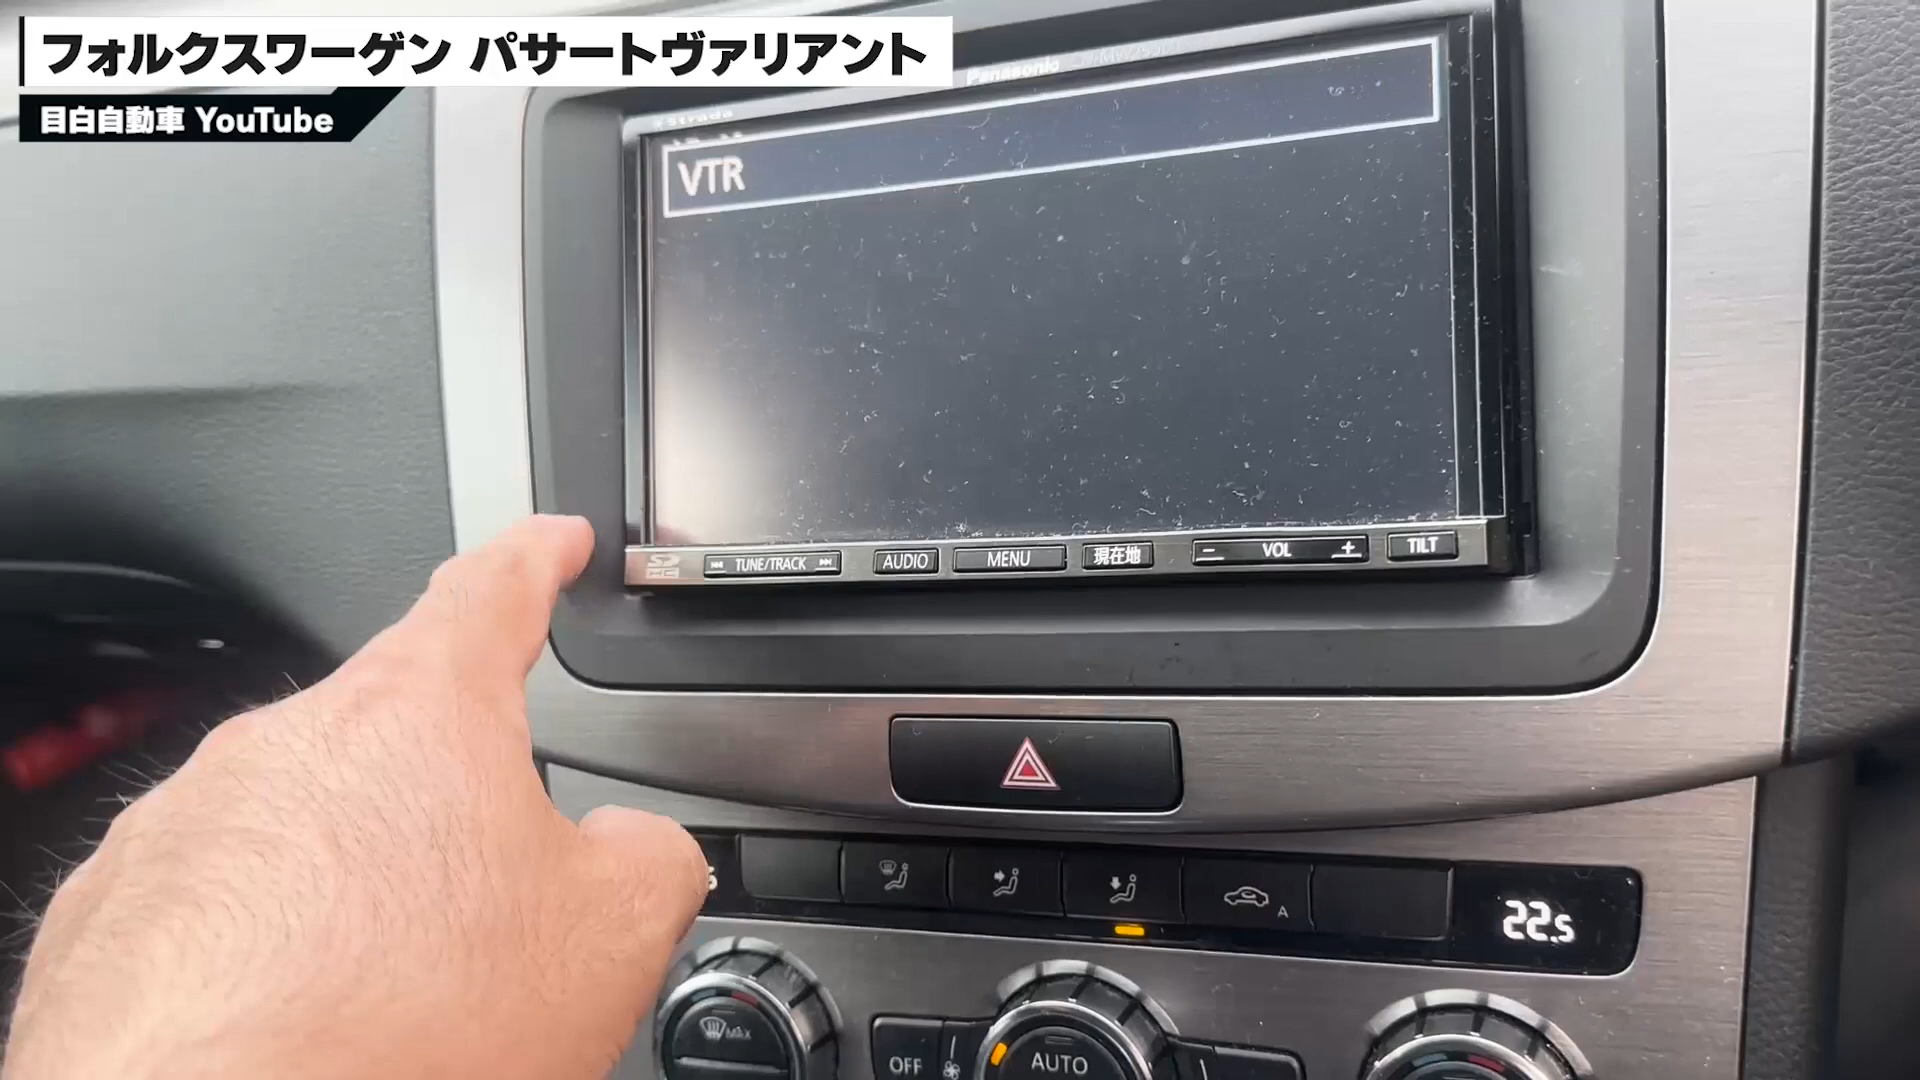 フォルクスワーゲン パサートヴァリアント
目白自動車 YouTube
Panasonic
Strada
VTR
TUNE/TRACK AUDIO MENU 現在地 − VOL + TILT
A
22.5
MAX
OFF AUTO